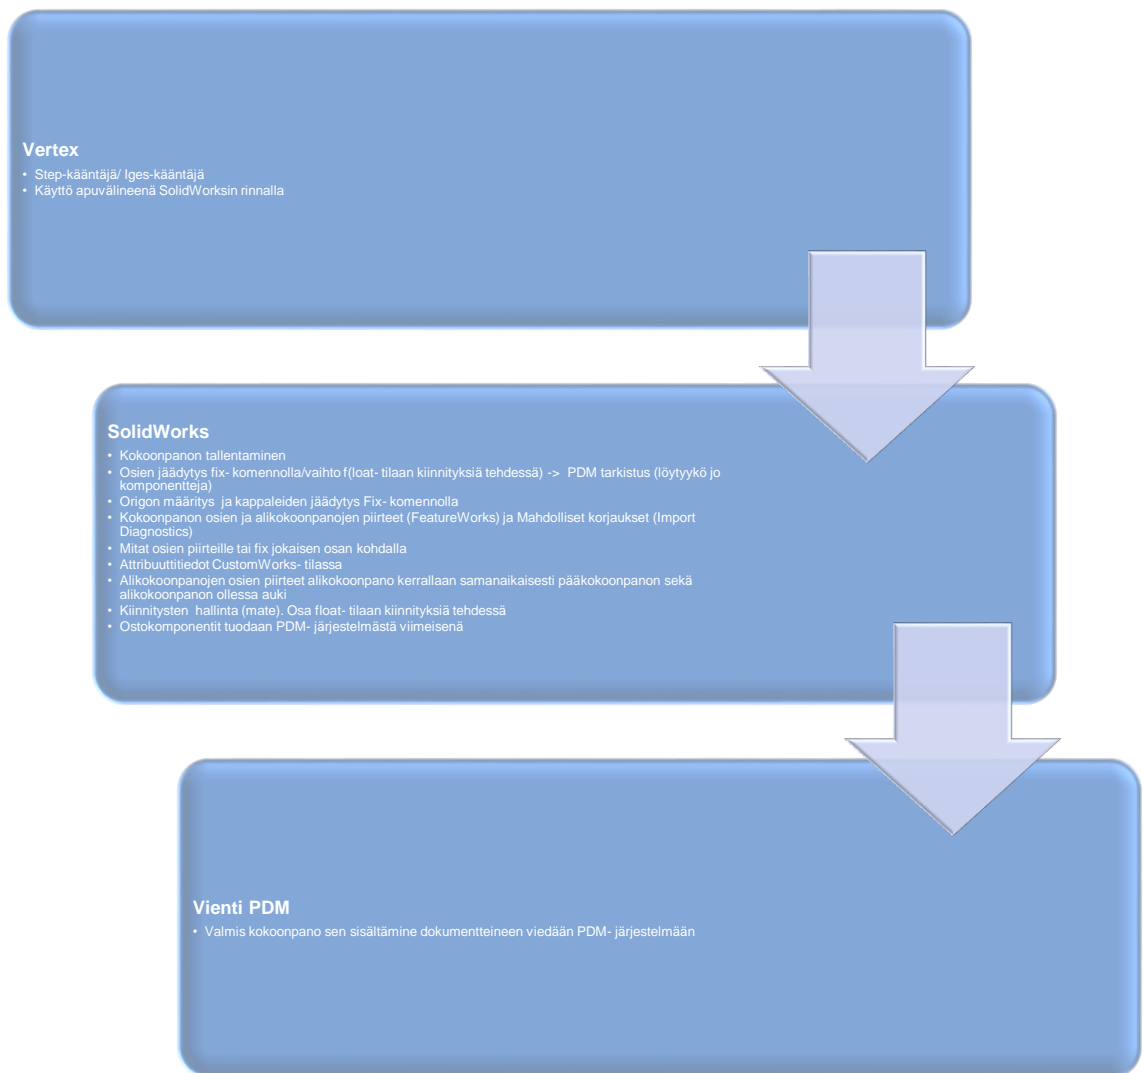 Vertex
• Step-kääntäjä/ Iges-kääntäjä
• Käyttö apuvälineenä SolidWorksin rinnalla
SolidWorks
• Kokoonpanon tallentaminen
• Osien jäädytys fix- komennolla/vaihto f(loat- tilaan kiinnityksiä tehdessä) -> PDM tarkistus (löytyykö jo
komponentteja)
• Origon määritys ja kappaleiden jäädytys Fix- komennolla
• Kokoonpanon osien ja alikokoonpanojen piirteet (FeatureWorks) ja Mahdolliset korjaukset (Import
Diagnostics)
• Mitat osien piirteille tai fix jokaisen osan kohdalla
• Attribuuttitiedot CustomWorks- tilassa
• Alikokoonpanojen osien piirteet alikokoonpano kerrallaan samanaikaisesti pääkokoonpanon sekä
alikokoonpanon ollessa auki
• Kiinnitysten hallinta (mate). Osa float- tilaan kiinnityksiä tehdessä
• Ostokomponentit tuodaan PDM- järjestelmästä viimeisenä
Vienti PDM
• Valmis kokoonpano sen sisältämine dokumentteineen viedään PDM- järjestelmään